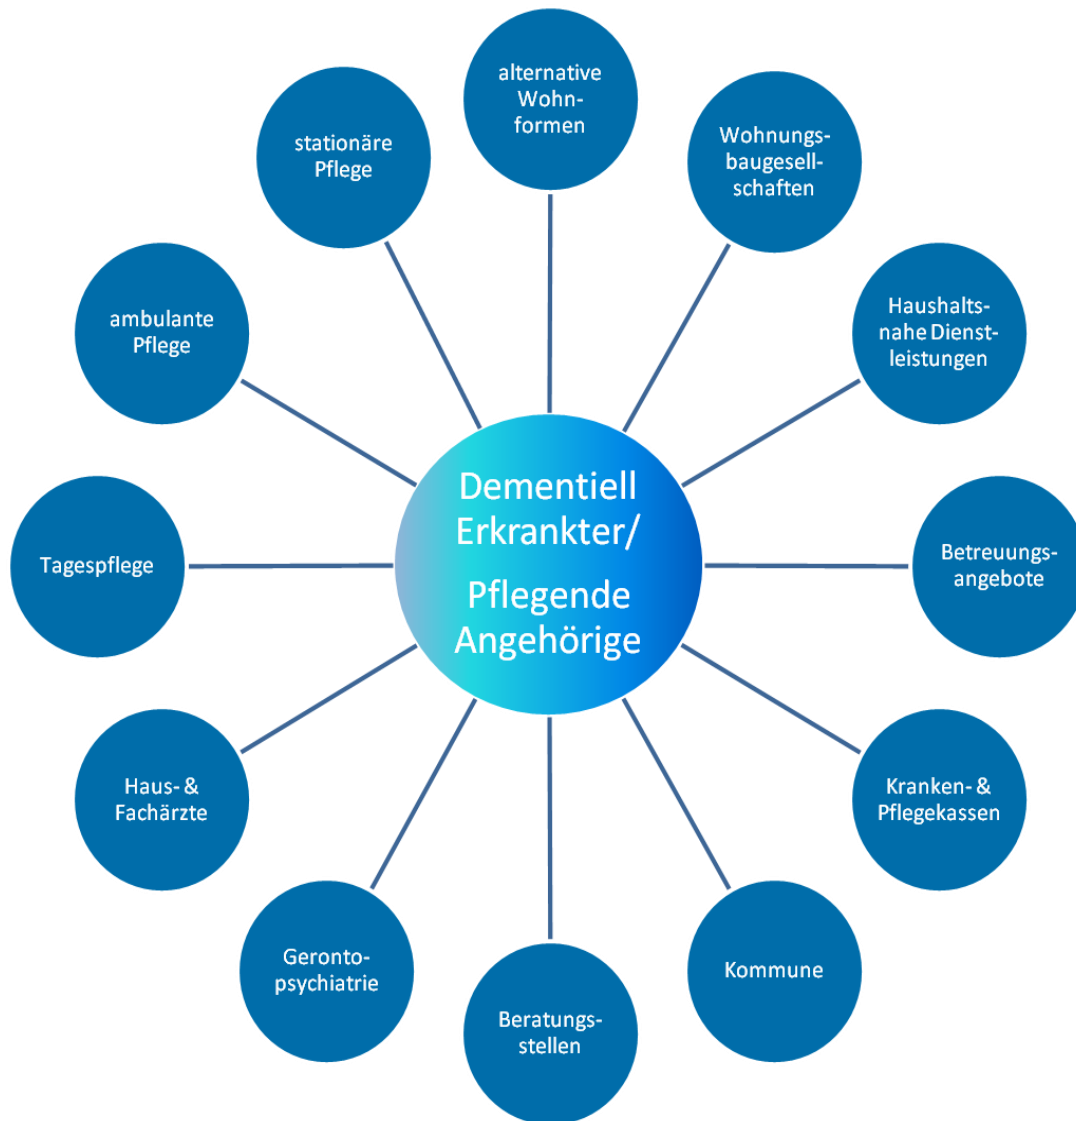 alternative
Wohn-
formen
Wohnungs-
baugesell-
schaften
Haushalts-
nahe Dienst-
leistungen
Betreuungs-
angebote
Kranken- &
Pflegekassen
Kommune
Beratungs-
stellen
Geronto-
psychiatrie
Haus- &
Fachärzte
Tagespflege
ambulante
Pflege
stationäre
Pflege
Dementiell
Erkrankter/
Pflegende
Angehörige